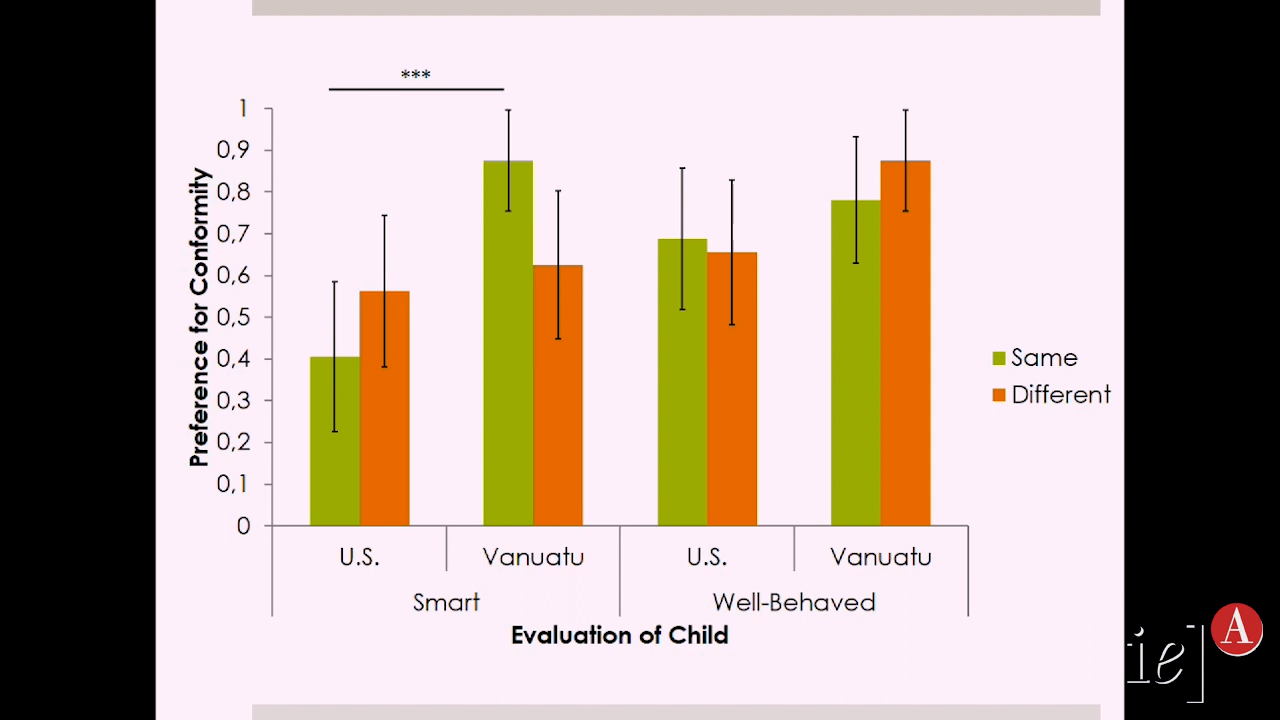 ***
1
0,9
0,8
0,7
0,6
0,5
0,4
0,3
0,2
0,1
0
Preference for Conformity
U.S.
Vanuatu
U.S.
Vanuatu
Smart
Well-Behaved
Evaluation of Child
Same
Different
ie]
A